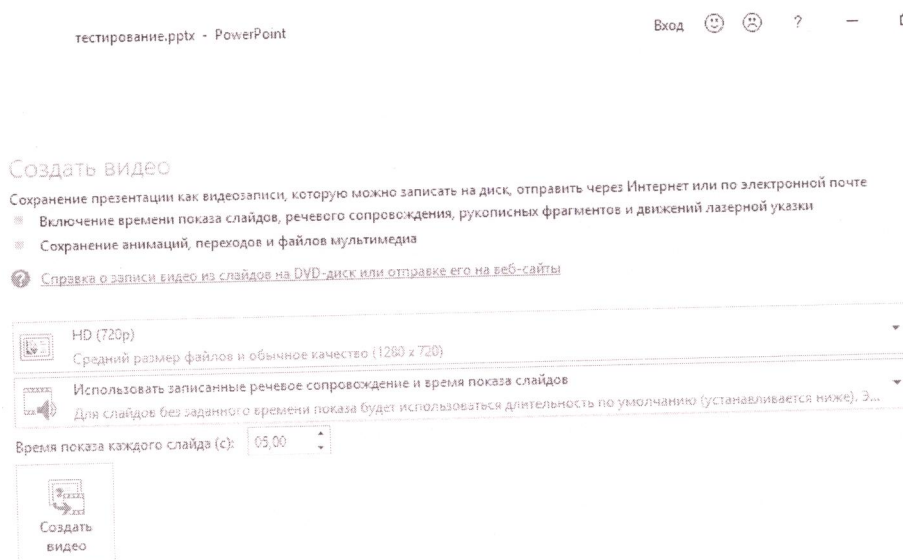 тестирование.pptx - PowerPoint
Вход
?
Создать видео
Сохранение презентации как видеозаписи, которую можно записать на диск, отправить через Интернет или по электронной почте
Включение времени показа слайдов, речевого сопровождения, рукописных фрагментов и движений лазерной указки
Сохранение анимаций, переходов и файлов мультимедиа
? Справка о записи видео из слайдов на DVD-диск или отправке его на веб-сайты
HD (720p)
Средний размер файлов и обычное качество (1280 x 720)
Использовать записанные речевое сопровождение и время показа слайдов
Для слайдов без заданного времени показа будет использоваться длительность по умолчанию (устанавливается ниже). Э...
Время показа каждого слайда (с): 05,00
Создать
видео